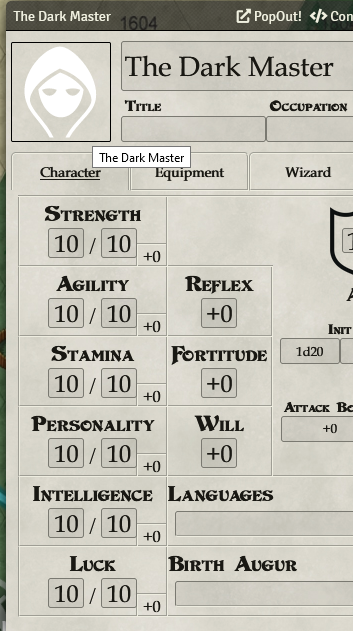 The Dark Master PopOut! Con
1604
The Dark Master
Title Occupation
The Dark Master
Character Equipment Wizard
Strength
10 / 10 +0
Agility Reflex
10 / 10 +0 +0
Init
1d20
Stamina Fortitude
10 / 10 +0 +0
Attack Bo
+0
Personality Will
10 / 10 +0 +0
Intelligence Languages
10 / 10 +0
Luck Birth Augur
10 / 10 +0